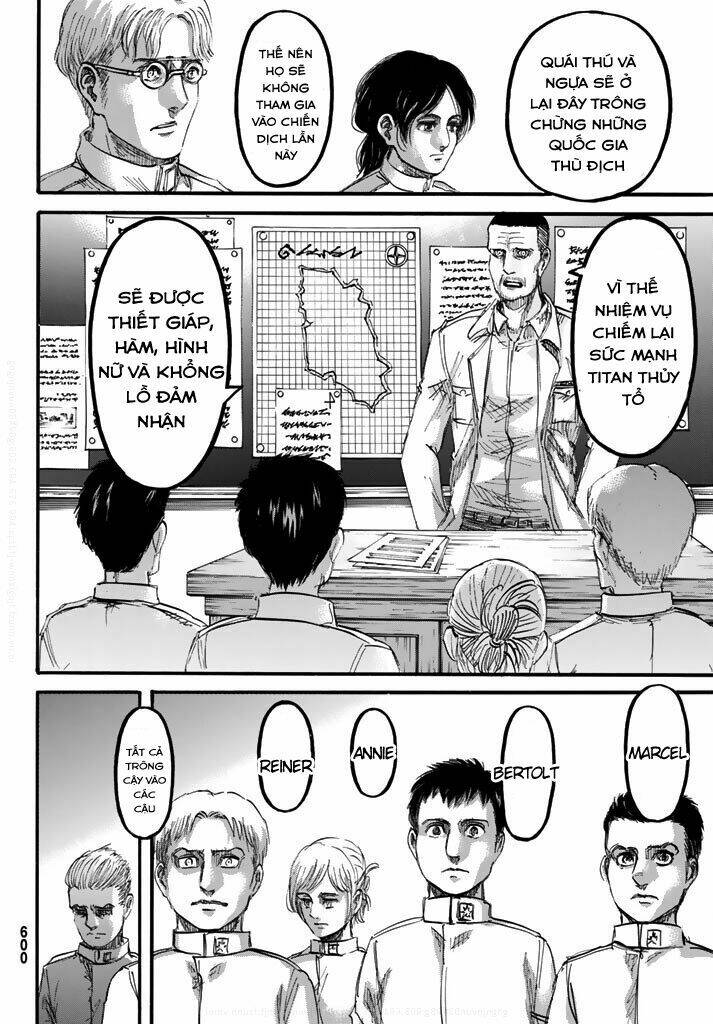 QUÁI THÚ VÀ
NGỰA SẼ Ở
LẠI ĐÂY TRÔNG
CHỪNG NHỮNG
QUỐC GIA
THÙ ĐỊCH
THẾ NÊN
HỌ SẼ
KHÔNG
THAM GIA
VÀO CHIẾN
DỊCH LẦN
NÀY
VÌ THẾ
NHIỆM VỤ
CHIẾM LẠI
SỨC MẠNH
TITAN THỦY
TỔ
SẼ ĐƯỢC
THIẾT GIÁP,
HÀM, HÌNH
NỮ VÀ KHỔNG
LỒ ĐẢM
NHẬN
MARCEL
BERTOLT
ANNIE
REINER
TẤT CẢ
TRÔNG
CẬY VÀO
CÁC
CẬU
600